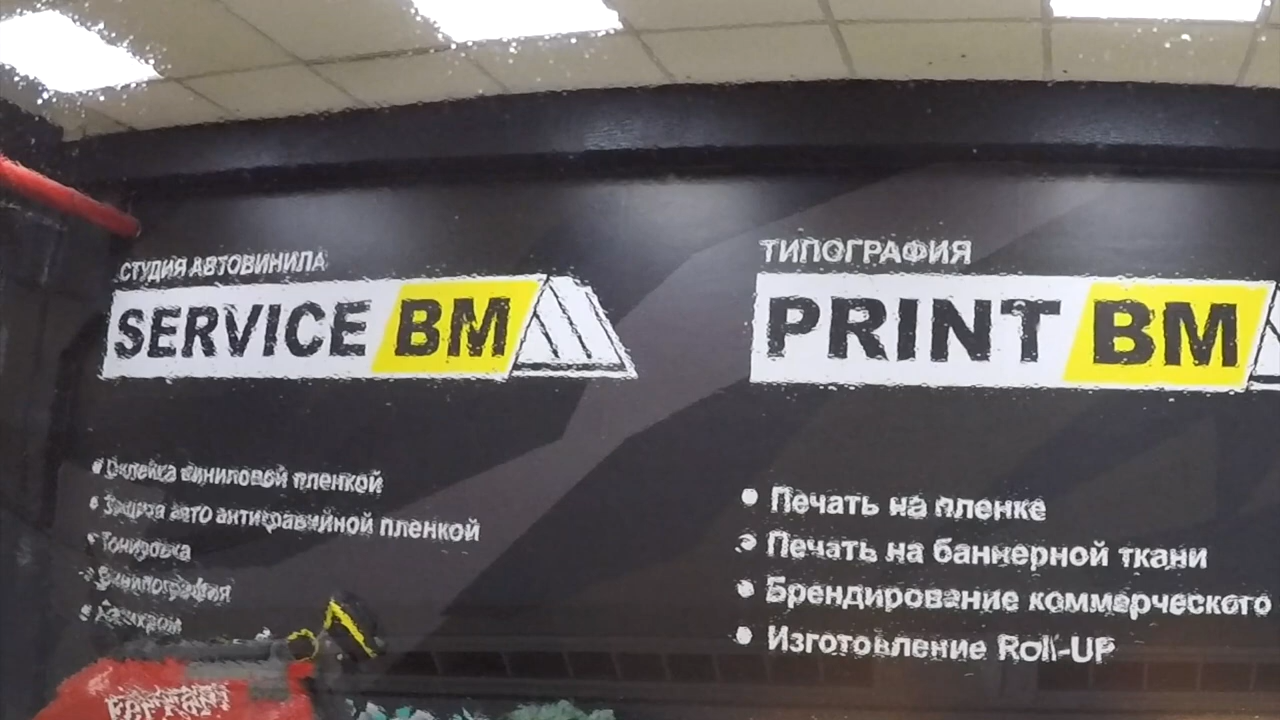 СТУДИЯ АВТОВИНИЛА
SERVICE BM
• Оклейка виниловой пленкой
• Защита авто антигравийной пленкой
• Тонировка
• Винилография
ТИПОГРАФИЯ
PRINT BM
• Печать на пленке
• Печать на баннерной ткани
• Брендирование коммерческого
• Изготовление Roll-UP